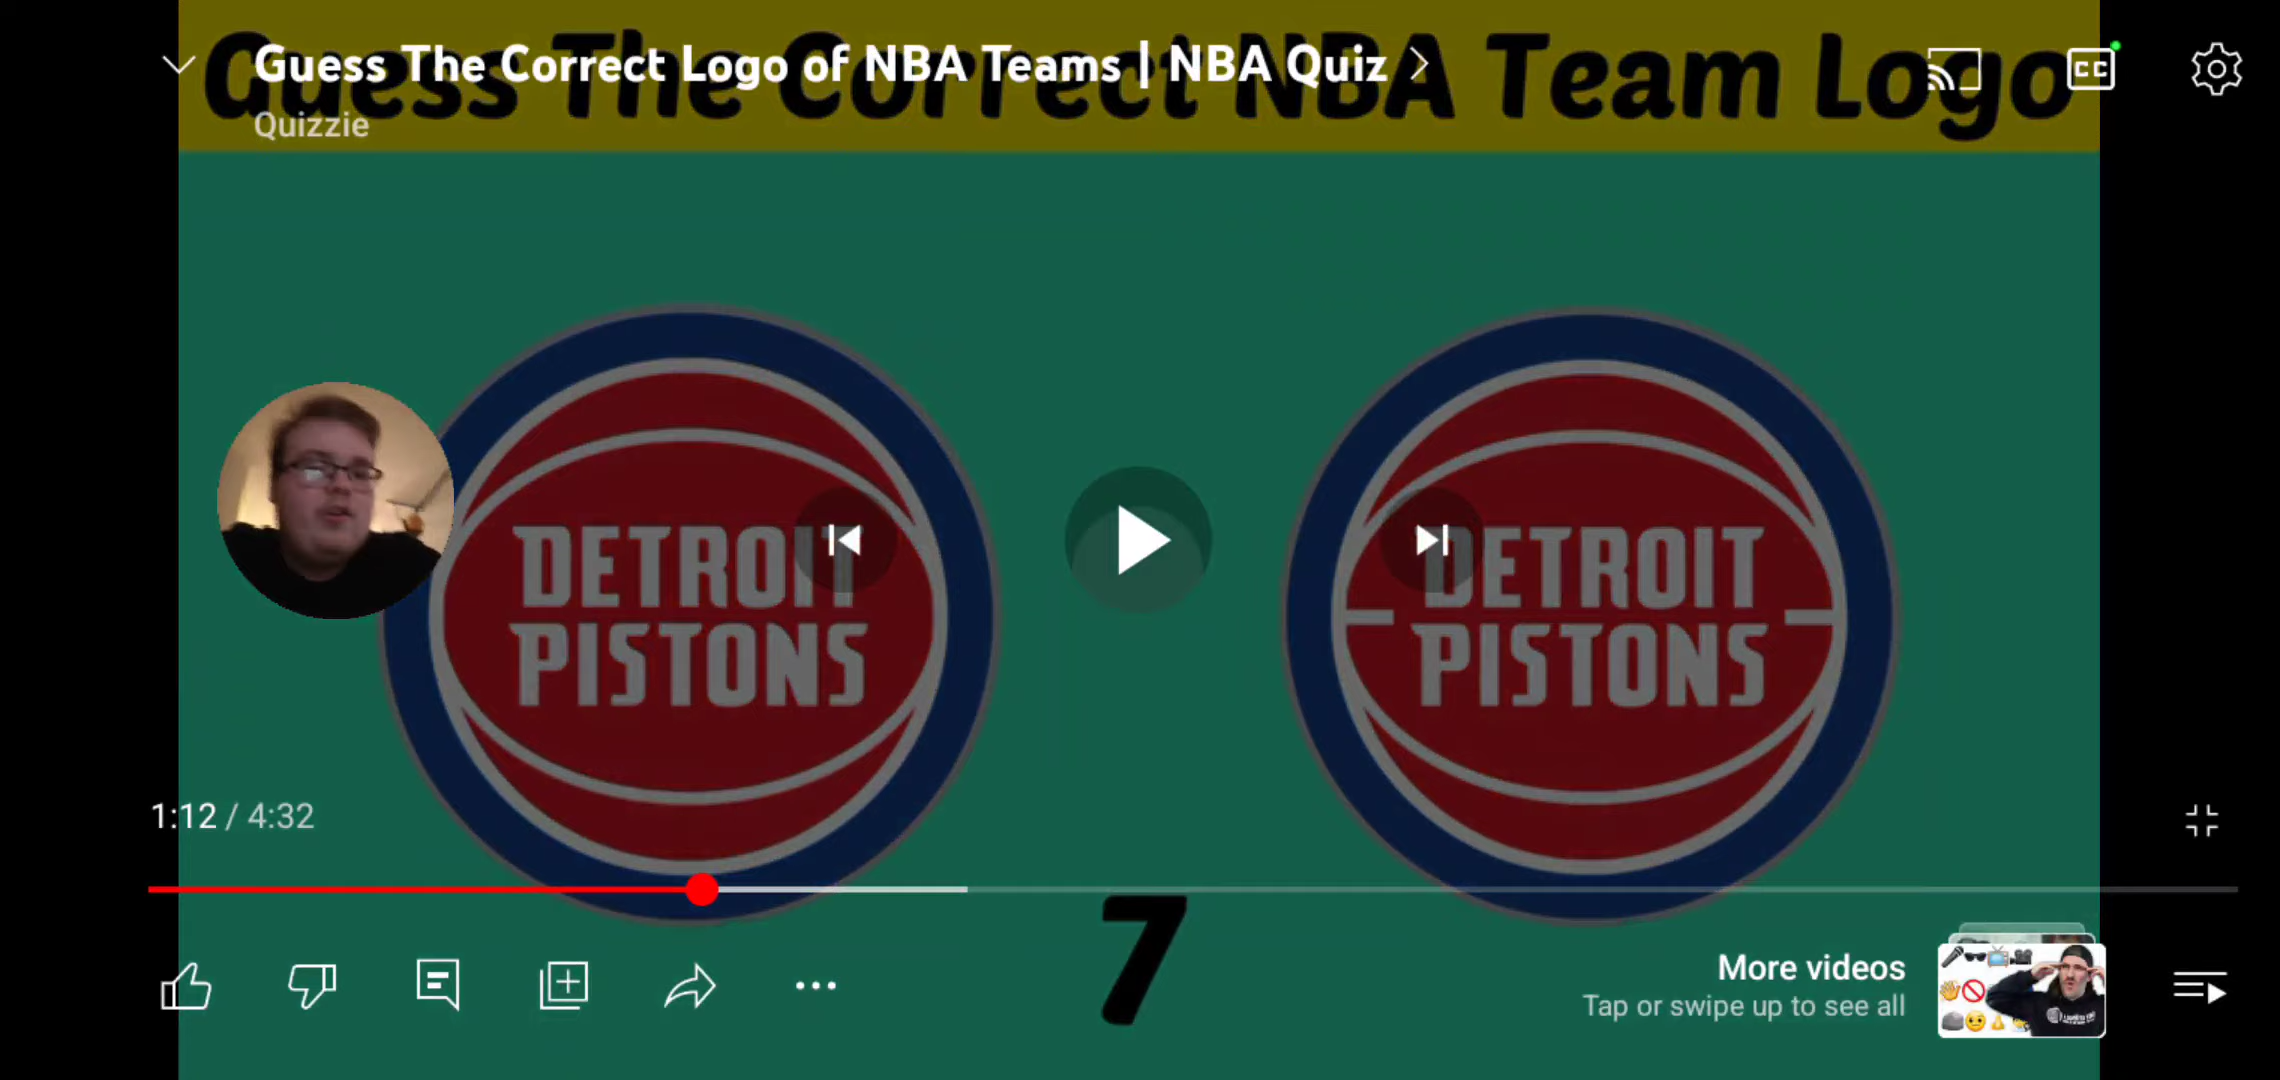 Guess The Correct NBA Team Logo
Guess The Correct Logo of NBA Teams | NBA Quiz
CC
Quizzie
DETROIT
PISTONS
DETROIT
PISTONS
1:12 / 4:32
7
More videos
Tap or swipe up to see all